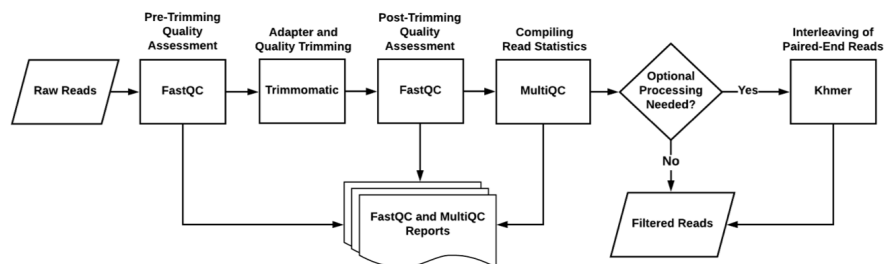 Pre-Trimming
Quality
Assessment
Adapter and
Quality Trimming
Post-Trimming
Quality
Assessment
Compiling
Read Statistics
Interleaving of
Paired-End Reads
Raw Reads
FastQC
Trimmomatic
FastQC
MultiQC
Optional
Processing
Needed?
Yes
Khmer
No
FastQC and MultiQC
Reports
Filtered Reads